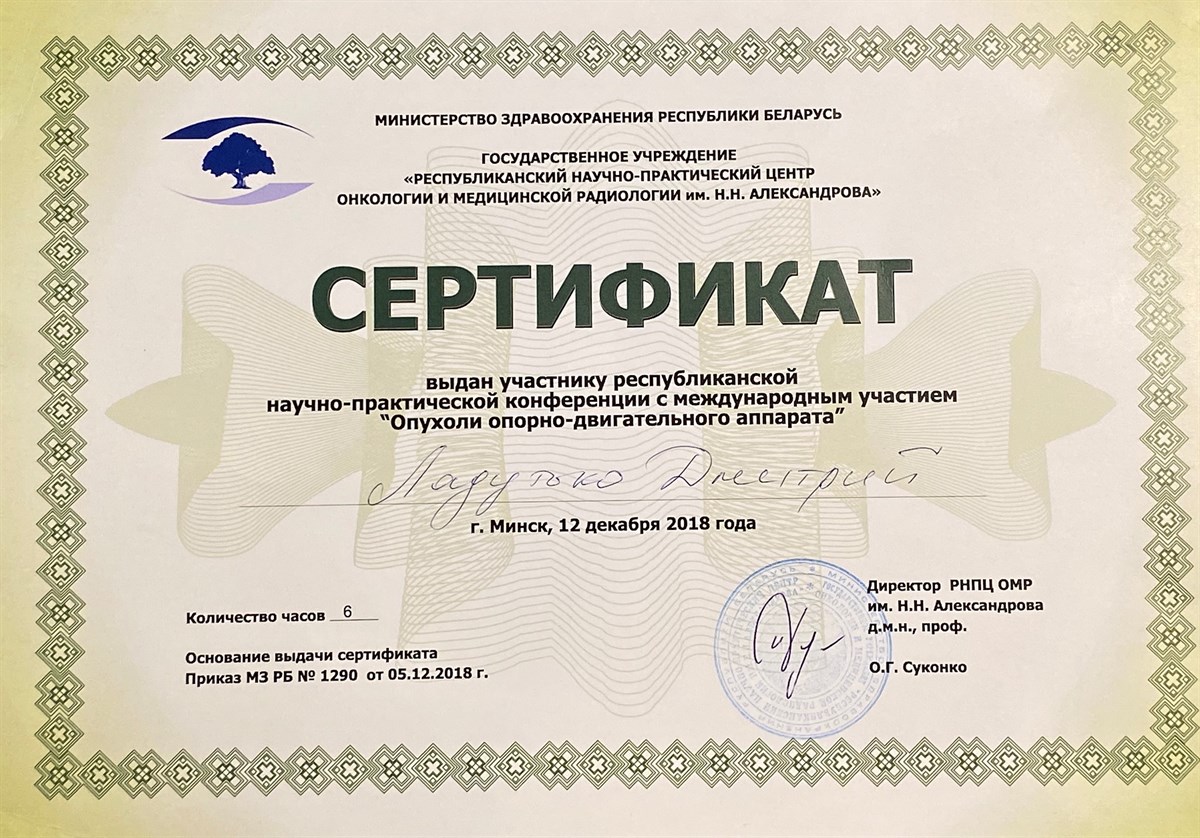 МИНИСТЕРСТВО ЗДРАВООХРАНЕНИЯ РЕСПУБЛИКИ БЕЛАРУСЬ
ГОСУДАРСТВЕННОЕ УЧРЕЖДЕНИЕ
«РЕСПУБЛИКАНСКИЙ НАУЧНО-ПРАКТИЧЕСКИЙ ЦЕНТР
ОНКОЛОГИИ И МЕДИЦИНСКОЙ РАДИОЛОГИИ им. Н.Н. АЛЕКСАНДРОВА»
СЕРТИФИКАТ
выдан участнику республиканской
научно-практической конференции с международным участием
“Опухоли опорно-двигательного аппарата”
Ладутько Дмитрий
г. Минск, 12 декабря 2018 года
Количество часов 6
Основание выдачи сертификата
Приказ МЗ РБ № 1290 от 05.12.2018 г.
Директор РНПЦ ОМР
им. Н.Н. Александрова
д.м.н., проф.
О.Г. Суконко